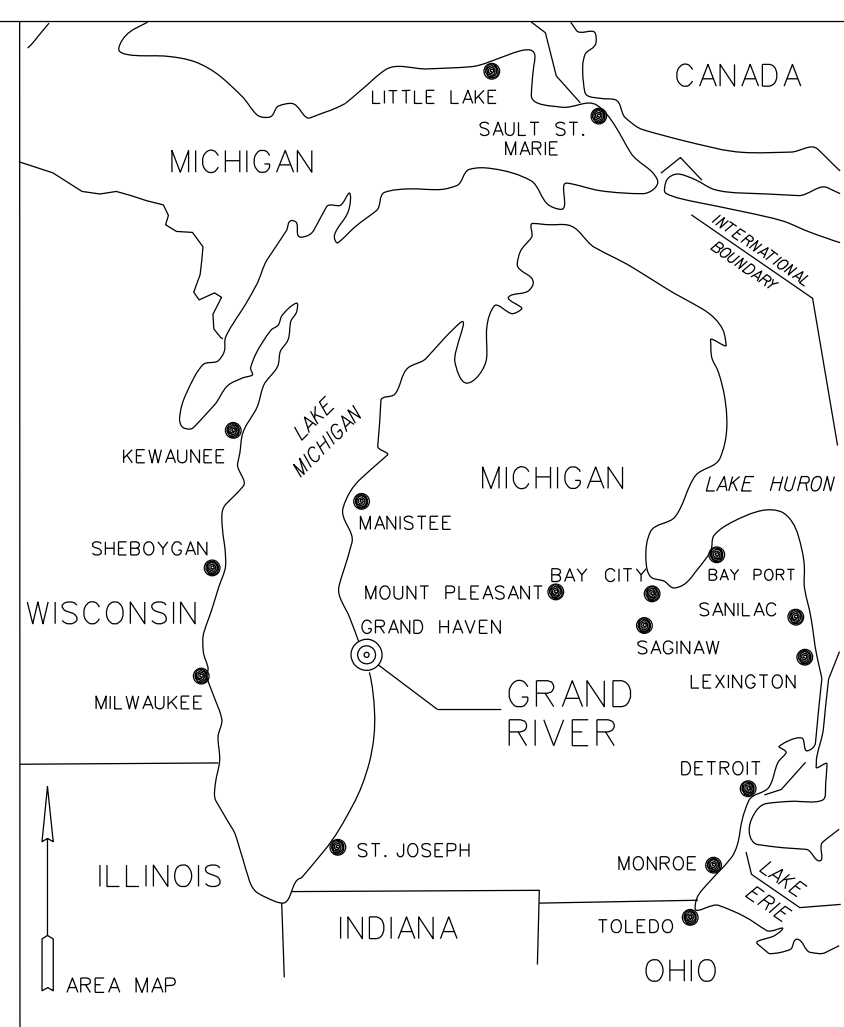 CANADA
LITTLE LAKE
SAULT ST.
MARIE
MICHIGAN
INTERNATIONAL
BOUNDARY
LAKE
MICHIGAN
KEWAUNEE
MICHIGAN
LAKE HURON
MANISTEE
SHEBOYGAN
BAY CITY
BAY PORT
MOUNT PLEASANT
WISCONSIN
SANILAC
GRAND HAVEN
SAGINAW
LEXINGTON
MILWAUKEE
GRAND
RIVER
DETROIT
ST. JOSEPH
MONROE
LAKE
ERIE
ILLINOIS
TOLEDO
INDIANA
OHIO
AREA MAP